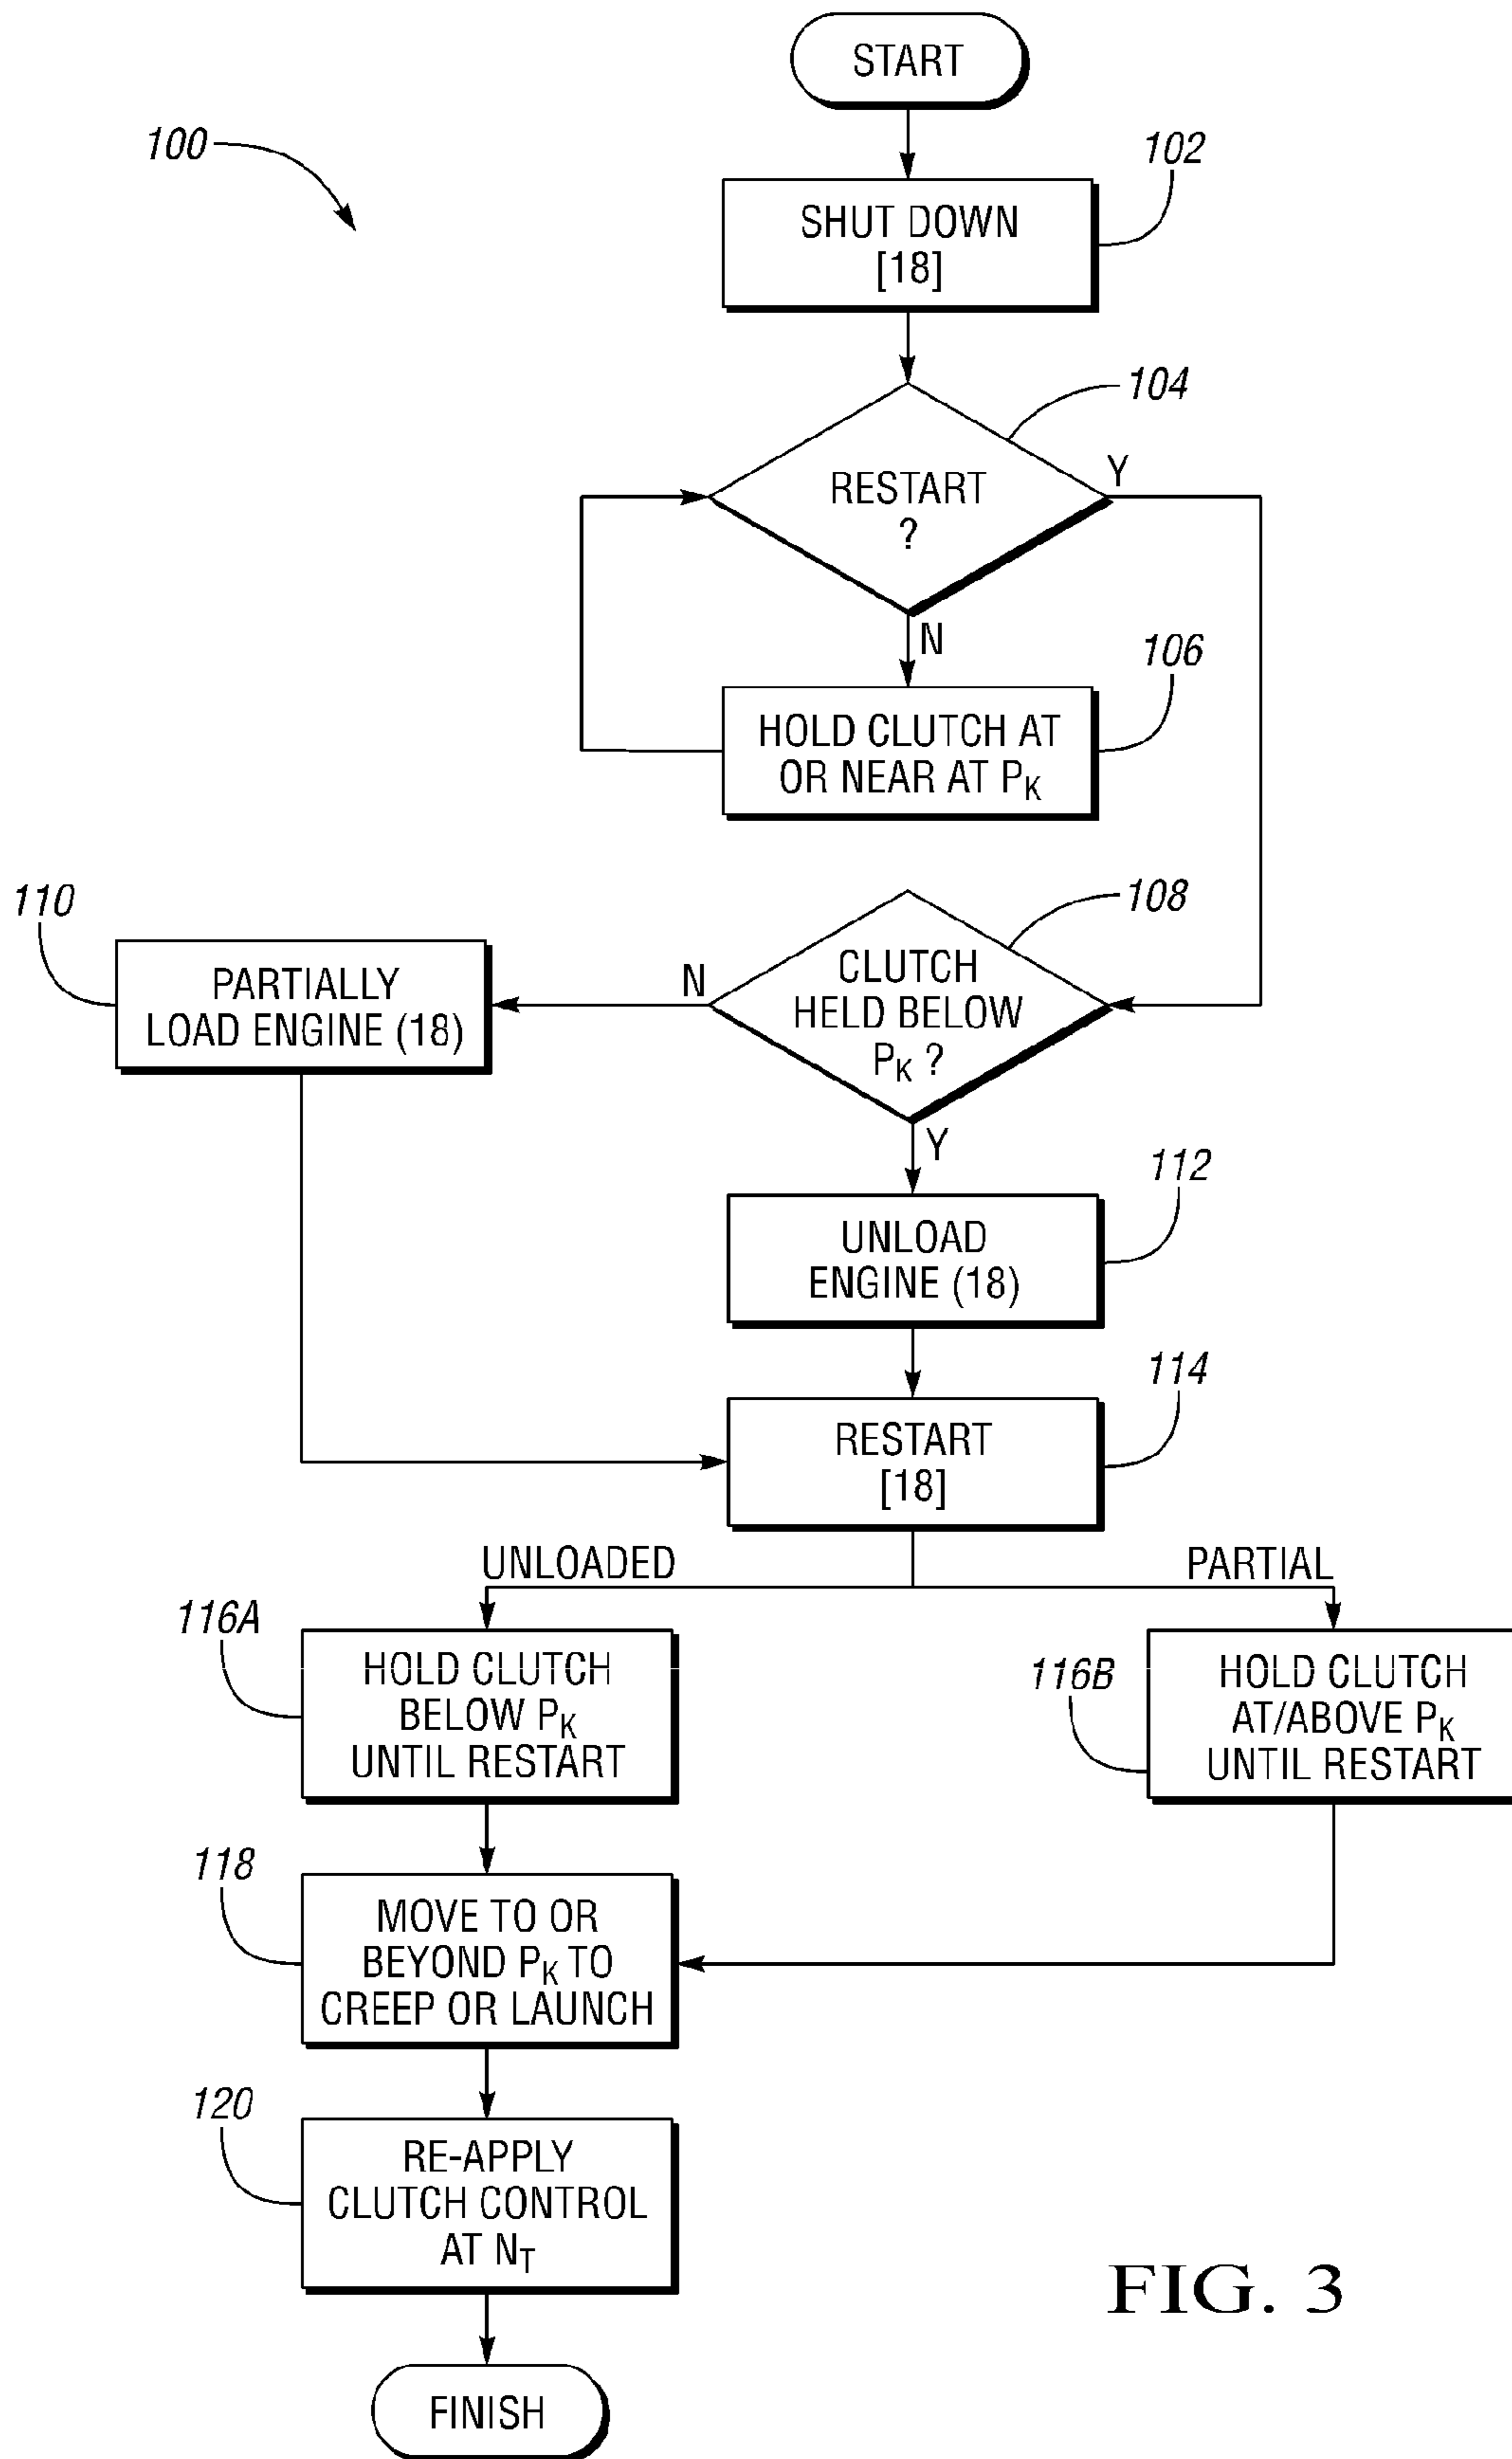 START
100
102
SHUT DOWN
[18]
104
RESTART
?
Y
N
106
HOLD CLUTCH AT
OR NEAR AT PK
108
CLUTCH
HELD BELOW
PK ?
N
Y
110
PARTIALLY
LOAD ENGINE (18)
112
UNLOAD
ENGINE (18)
114
RESTART
[18]
UNLOADED
PARTIAL
116A
HOLD CLUTCH
BELOW PK
UNTIL RESTART
116B
HOLD CLUTCH
AT/ABOVE PK
UNTIL RESTART
118
MOVE TO OR
BEYOND PK TO
CREEP OR LAUNCH
120
RE-APPLY
CLUTCH CONTROL
AT NT
FINISH
FIG. 3